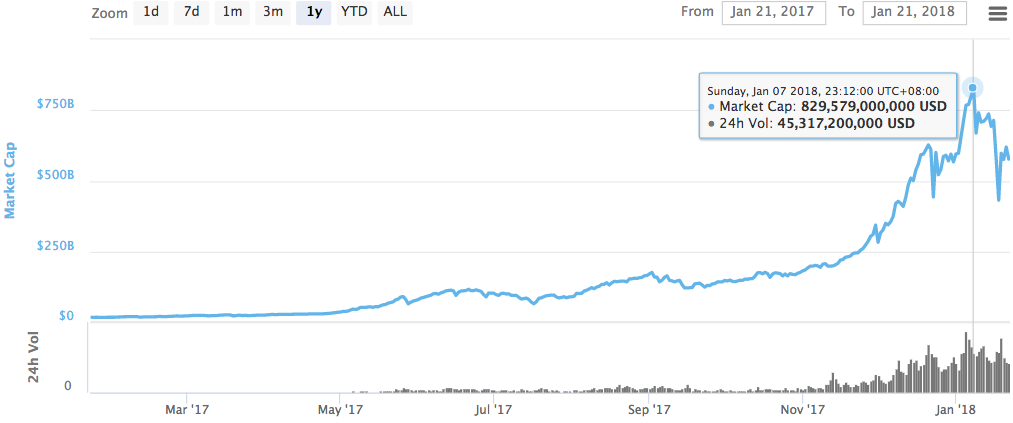 Zoom 1d 7d 1m 3m 1y YTD ALL From Jan 21, 2017 To Jan 21, 2018
$750B
Sunday, Jan 07 2018, 23:12:00 UTC+08:00
Market Cap: 829,579,000,000 USD
24h Vol: 45,317,200,000 USD
Market Cap
$500B
$250B
$0
24h Vol
0
Mar '17 May '17 Jul '17 Sep '17 Nov '17 Jan '18